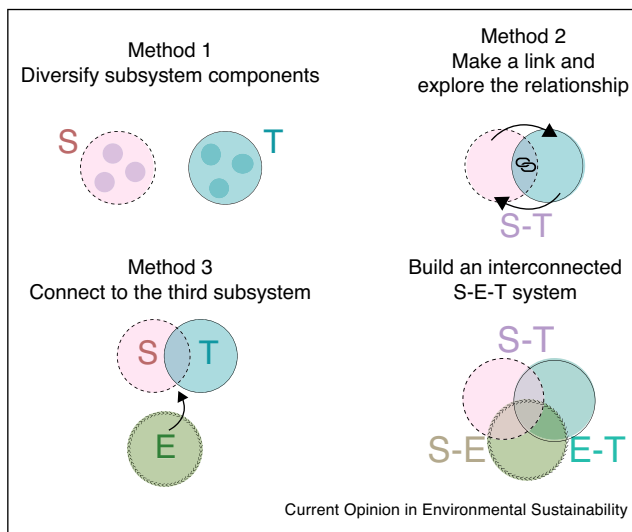 Method 1
Diversify subsystem components
S
T
Method 2
Make a link and
explore the relationship
S-T
Method 3
Connect to the third subsystem
S
T
E
Build an interconnected
S-E-T system
S-T
S-E
E-T
Current Opinion in Environmental Sustainability